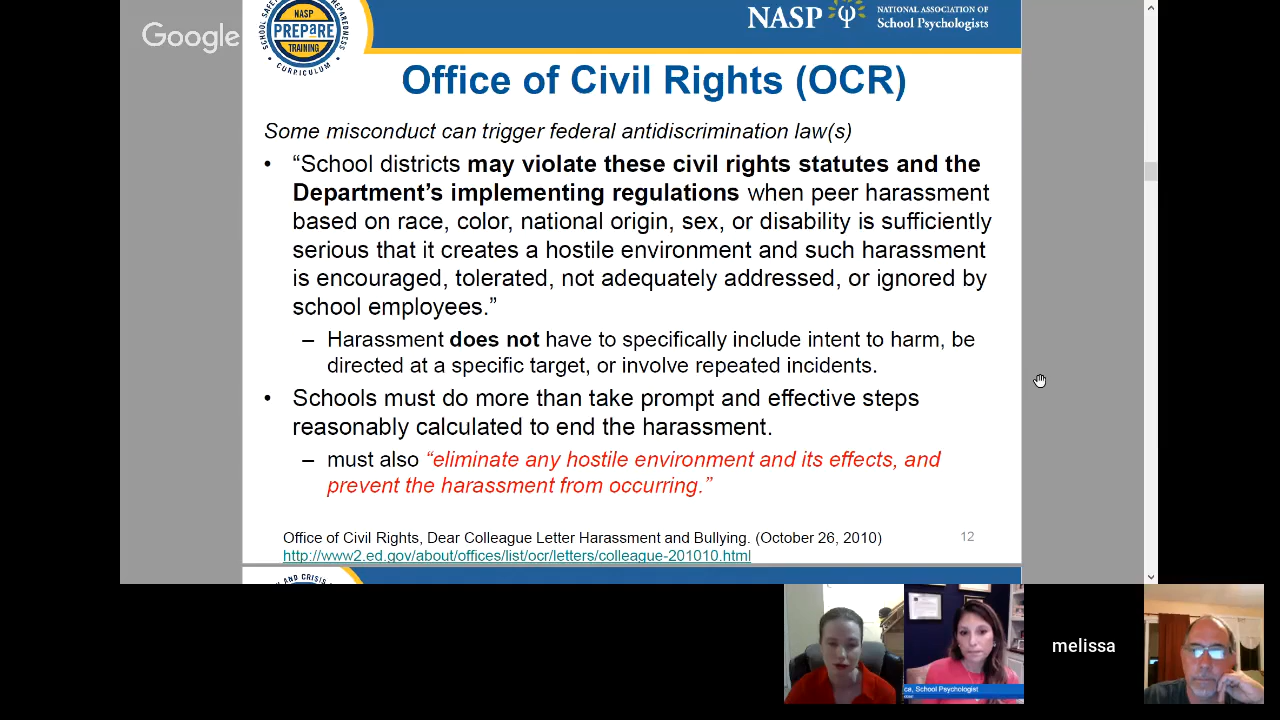 Google
SCHOOL SAFETY
PREPAREDNESS
NASP
PREPaRE
TRAINING
CURRICULUM
NASP
NATIONAL ASSOCIATION OF
School Psychologists
Office of Civil Rights (OCR)
Some misconduct can trigger federal antidiscrimination law(s)
• “School districts may violate these civil rights statutes and the
Department’s implementing regulations when peer harassment
based on race, color, national origin, sex, or disability is sufficiently
serious that it creates a hostile environment and such harassment
is encouraged, tolerated, not adequately addressed, or ignored by
school employees.”
– Harassment does not have to specifically include intent to harm, be
directed at a specific target, or involve repeated incidents.
• Schools must do more than take prompt and effective steps
reasonably calculated to end the harassment.
– must also “eliminate any hostile environment and its effects, and
prevent the harassment from occurring.”
Office of Civil Rights, Dear Colleague Letter Harassment and Bullying. (October 26, 2010)
12
http://www2.ed.gov/about/offices/list/ocr/letters/colleague-201010.html
AND CRISIS
melissa
ca, School Psychologist